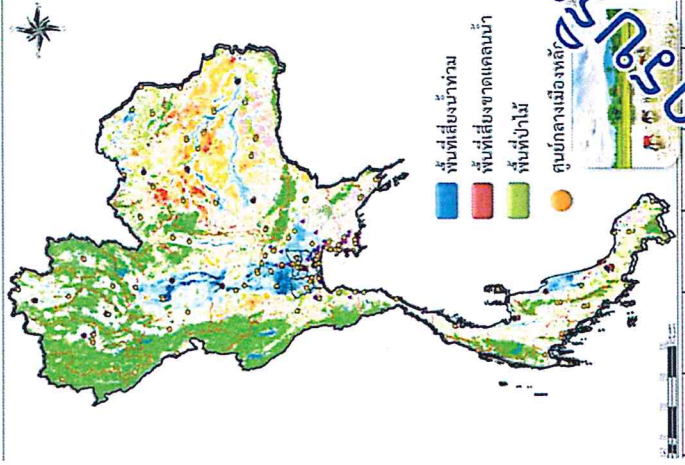 พื้นที่เสี่ยงน้ำท่วม
พื้นที่เสี่ยงขาดแคลนน้ำ
พื้นที่ป่าไม้
ศูนย์กลางเมืองหลัก